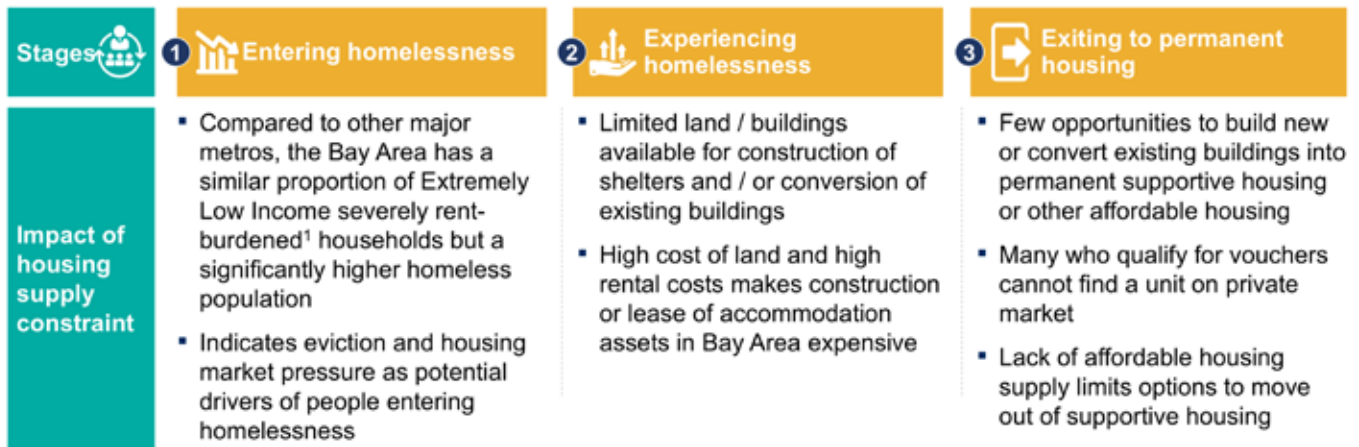 Stages
1 Entering homelessness
2 Experiencing
homelessness
3 Exiting to permanent
housing
Impact of
housing
supply
constraint
▪ Compared to other major
metros, the Bay Area has a
similar proportion of Extremely
Low Income severely rent-
burdened¹ households but a
significantly higher homeless
population
▪ Indicates eviction and housing
market pressure as potential
drivers of people entering
homelessness
▪ Limited land / buildings
available for construction of
shelters and / or conversion of
existing buildings
▪ High cost of land and high
rental costs makes construction
or lease of accommodation
assets in Bay Area expensive
▪ Few opportunities to build new
or convert existing buildings into
permanent supportive housing
or other affordable housing
▪ Many who qualify for vouchers
cannot find a unit on private
market
▪ Lack of affordable housing
supply limits options to move
out of supportive housing